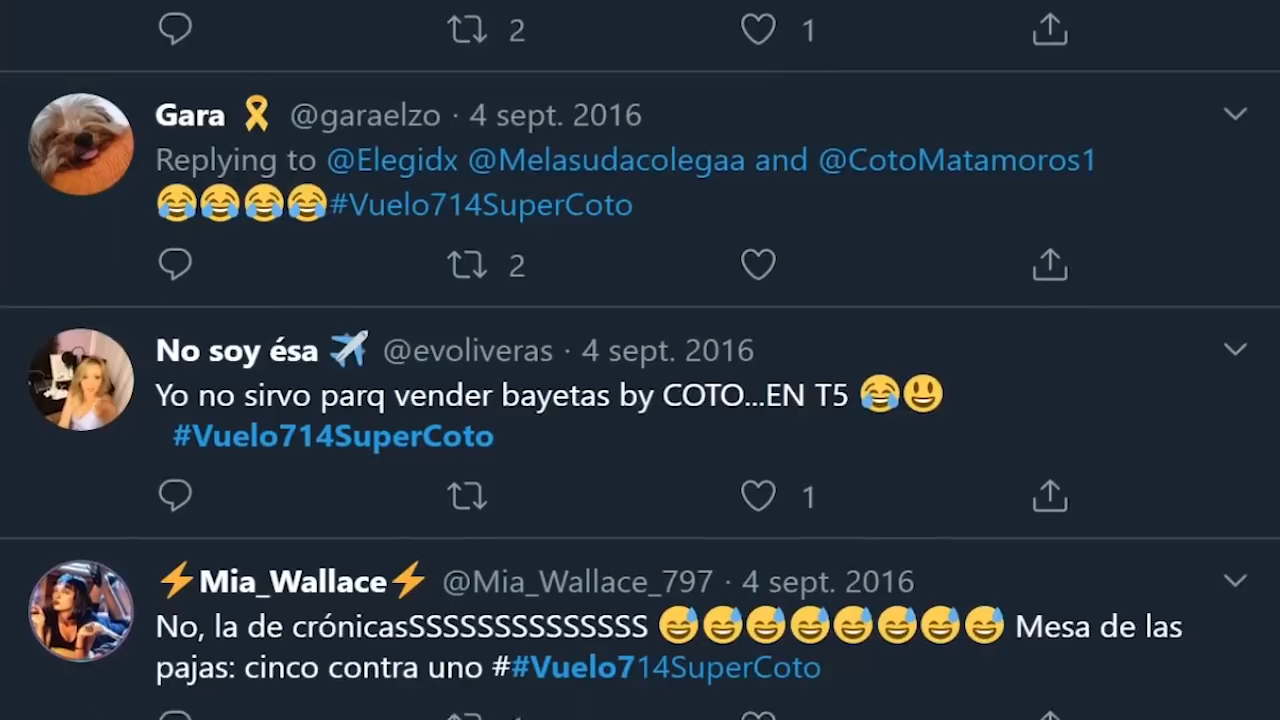 2 1
Gara 🎗 @garaelzo · 4 sept. 2016
Replying to @Elegidx @Melasudacolegaa and @CotoMatamoros1
😂😂😂😂#Vuelo714SuperCoto
2
No soy ésa ✈️ @evoliveras · 4 sept. 2016
Yo no sirvo parq vender bayetas by COTO...EN T5 😂😃
#Vuelo714SuperCoto
1
⚡Mia_Wallace⚡ @Mia_Wallace_797 · 4 sept. 2016
No, la de crónicasSSSSSSSSSSSSSS 😅😅😅😅😅😅😅😅 Mesa de las
pajas: cinco contra uno ##Vuelo714SuperCoto